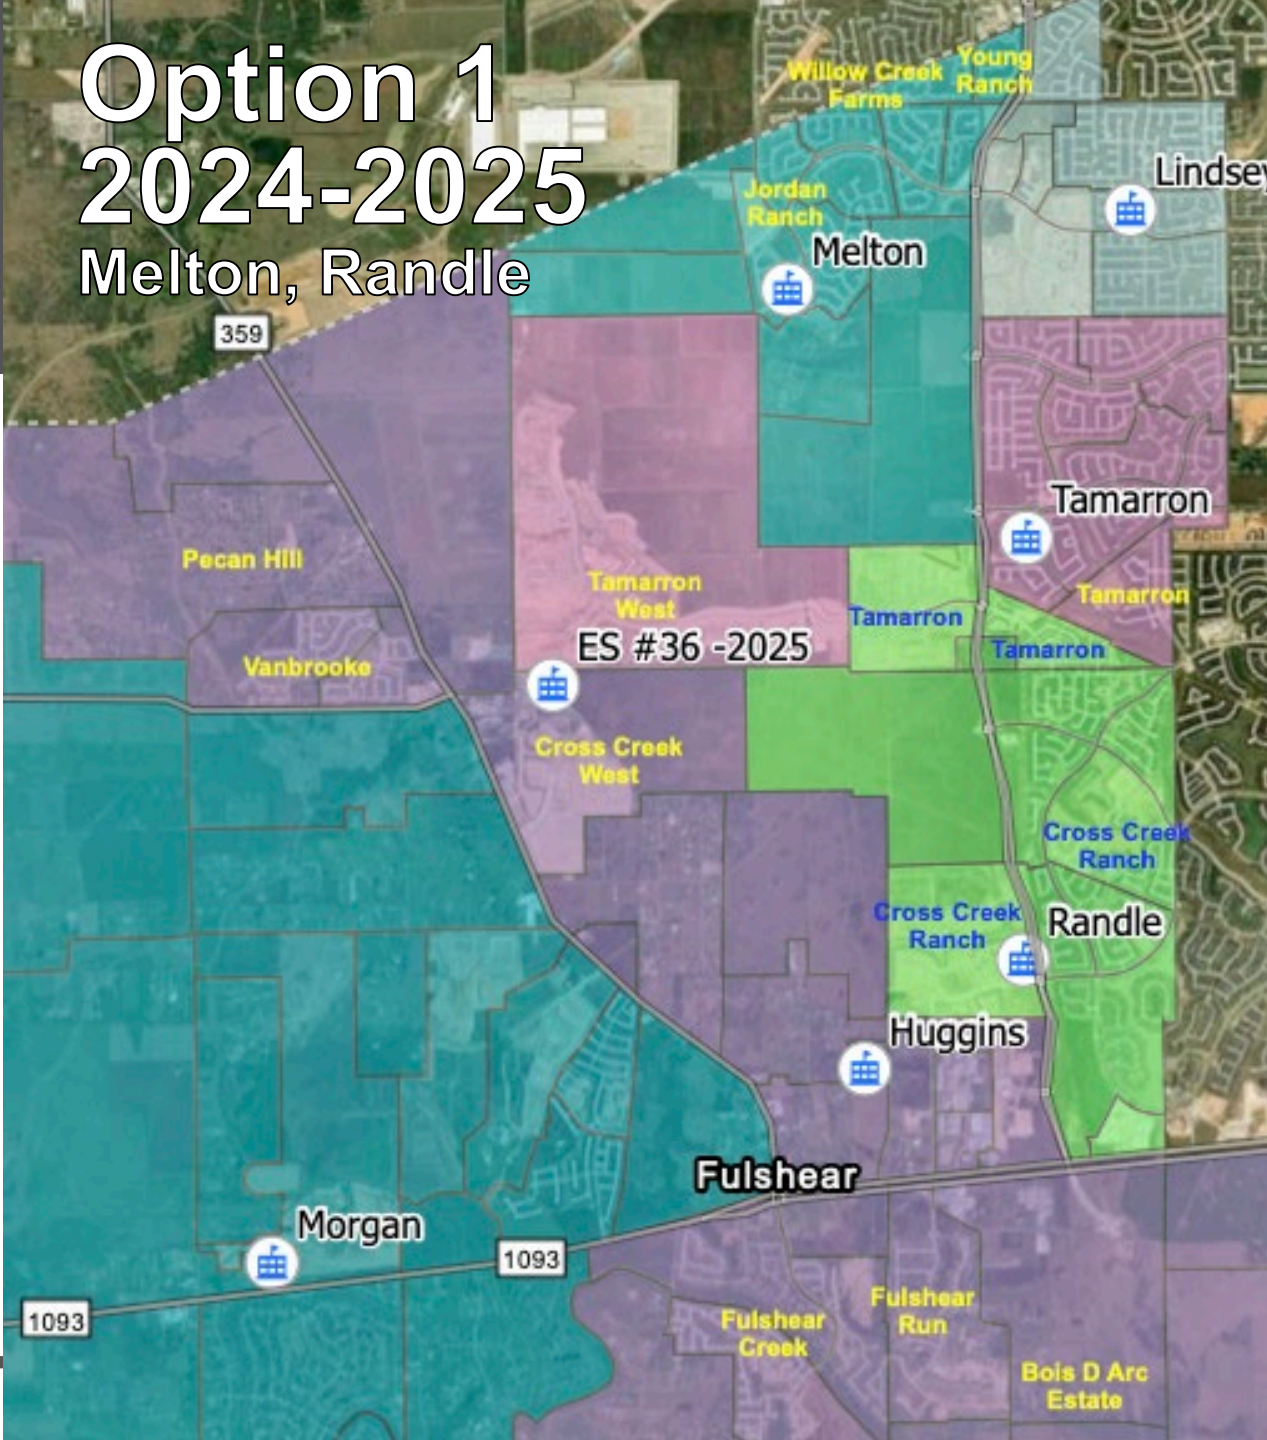 Option 1
2024-2025
Melton, Randle
Young
Ranch
Willow Creek
Farms
Lindsey
Jordan
Ranch
Melton
359
Tamarron
Pecan Hill
Tamarron
West
Tamarron
Tamarron
ES #36 -2025
Tamarron
Vanbrooke
Cross Creek
West
Cross Creek
Ranch
Cross Creek
Ranch
Randle
Huggins
Fulshear
Morgan
1093
1093
Fulshear
Creek
Fulshear
Run
Bois D Arc
Estate